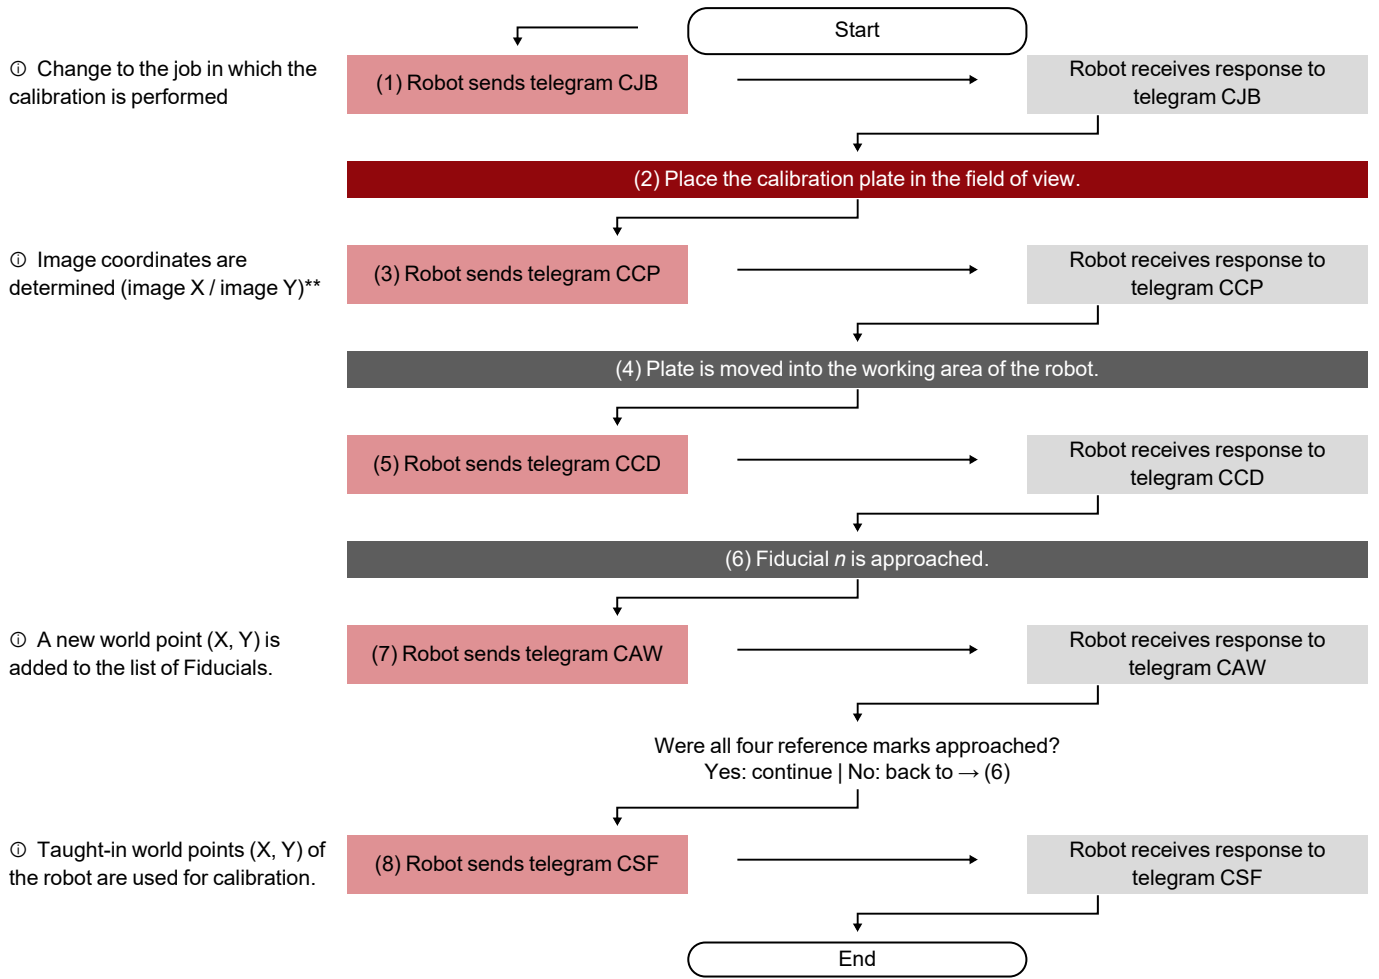 Start
🛈 Change to the job in which the
calibration is performed
(1) Robot sends telegram CJB
Robot receives response to
telegram CJB
(2) Place the calibration plate in the field of view.
🛈 Image coordinates are
determined (image X / image Y)**
(3) Robot sends telegram CCP
Robot receives response to
telegram CCP
(4) Plate is moved into the working area of the robot.
(5) Robot sends telegram CCD
Robot receives response to
telegram CCD
(6) Fiducial n is approached.
🛈 A new world point (X, Y) is
added to the list of Fiducials.
(7) Robot sends telegram CAW
Robot receives response to
telegram CAW
Were all four reference marks approached?
Yes: continue | No: back to → (6)
🛈 Taught-in world points (X, Y) of
the robot are used for calibration.
(8) Robot sends telegram CSF
Robot receives response to
telegram CSF
End